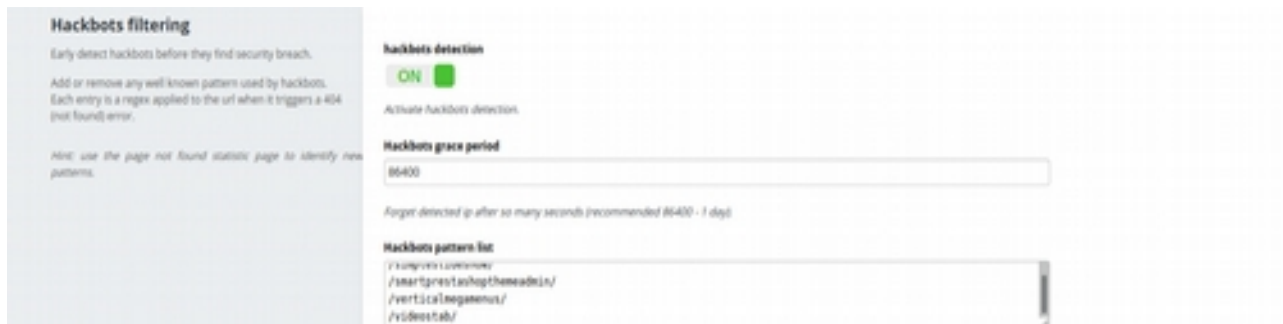 Hackbots filtering
Early detect hackbots before they find security breach.
Add or remove any well known pattern used by hackbots.
Each entry is a regex applied to the url when it triggers a 404
(not found) error.
Hint: use the page not found statistic page to identify new
patterns.
hackbots detection
ON
Activate hackbots detection.
Hackbots grace period
86400
Forget detected ip after so many seconds (recommended 86400 - 1 day)
Hackbots pattern list
/smartprestashopthemeadmin/
/verticalmegamenus/
/videostab/